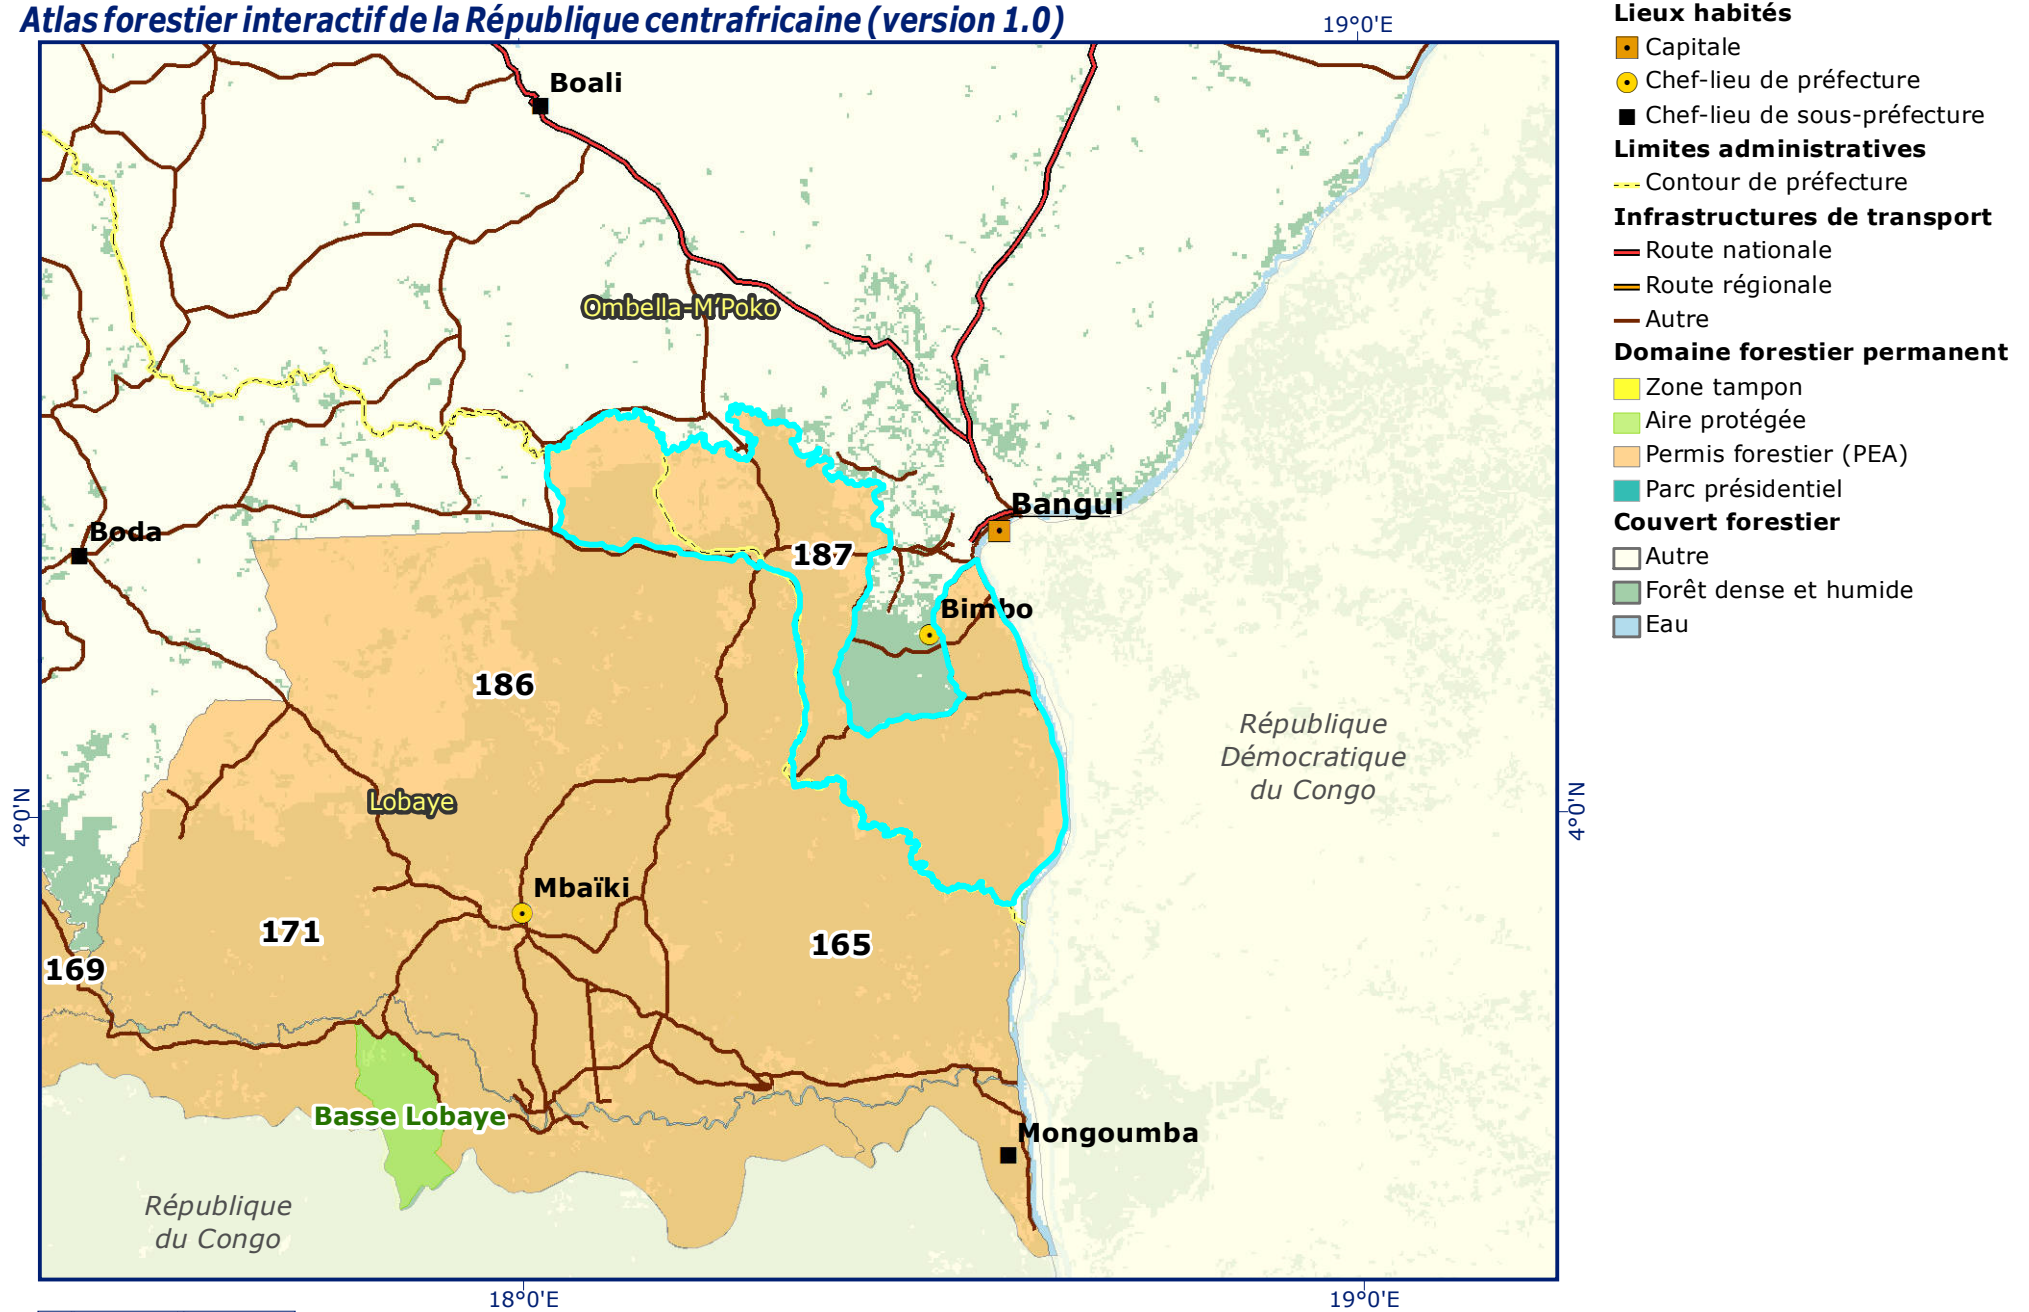 Atlas forestier interactif de la République centrafricaine (version 1.0)
19°0'E
Boali
Ombella-M'Poko
Bangui
Boda
187
Bimbo
186
République
Démocratique
du Congo
4°0'N
4°0'N
Lobaye
Mbaïki
171
165
169
Basse Lobaye
Mongoumba
République
du Congo
18°0'E
19°0'E
Lieux habités
Capitale
Chef-lieu de préfecture
Chef-lieu de sous-préfecture
Limites administratives
Contour de préfecture
Infrastructures de transport
Route nationale
Route régionale
Autre
Domaine forestier permanent
Zone tampon
Aire protégée
Permis forestier (PEA)
Parc présidentiel
Couvert forestier
Autre
Forêt dense et humide
Eau